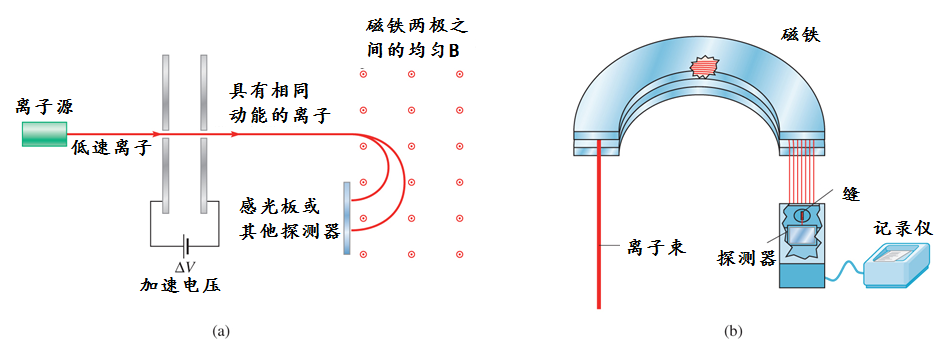 磁铁两极之
间的均匀B
离子源
低速离子
具有相同
动能的离子
感光板或
其他探测器
ΔV
加速电压
(a)
磁铁
离子束
缝
探测器
记录仪
(b)